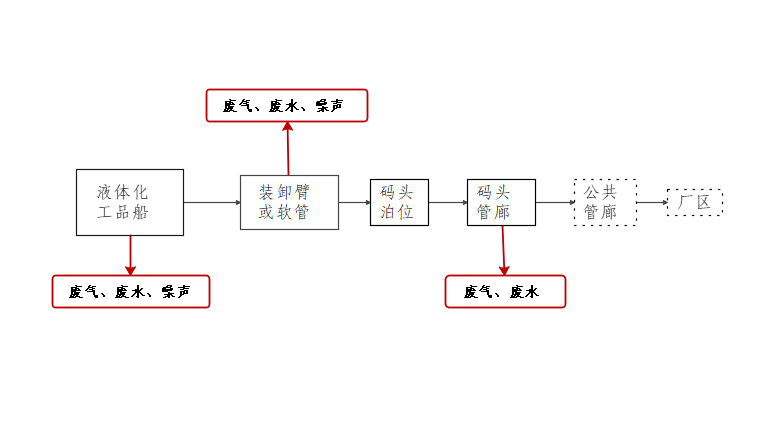 废气、废水、噪声
液体化
工品船
装卸臂
或软管
码头
泊位
码头
管廊
公共
管廊
厂区
废气、废水、噪声
废气、废水